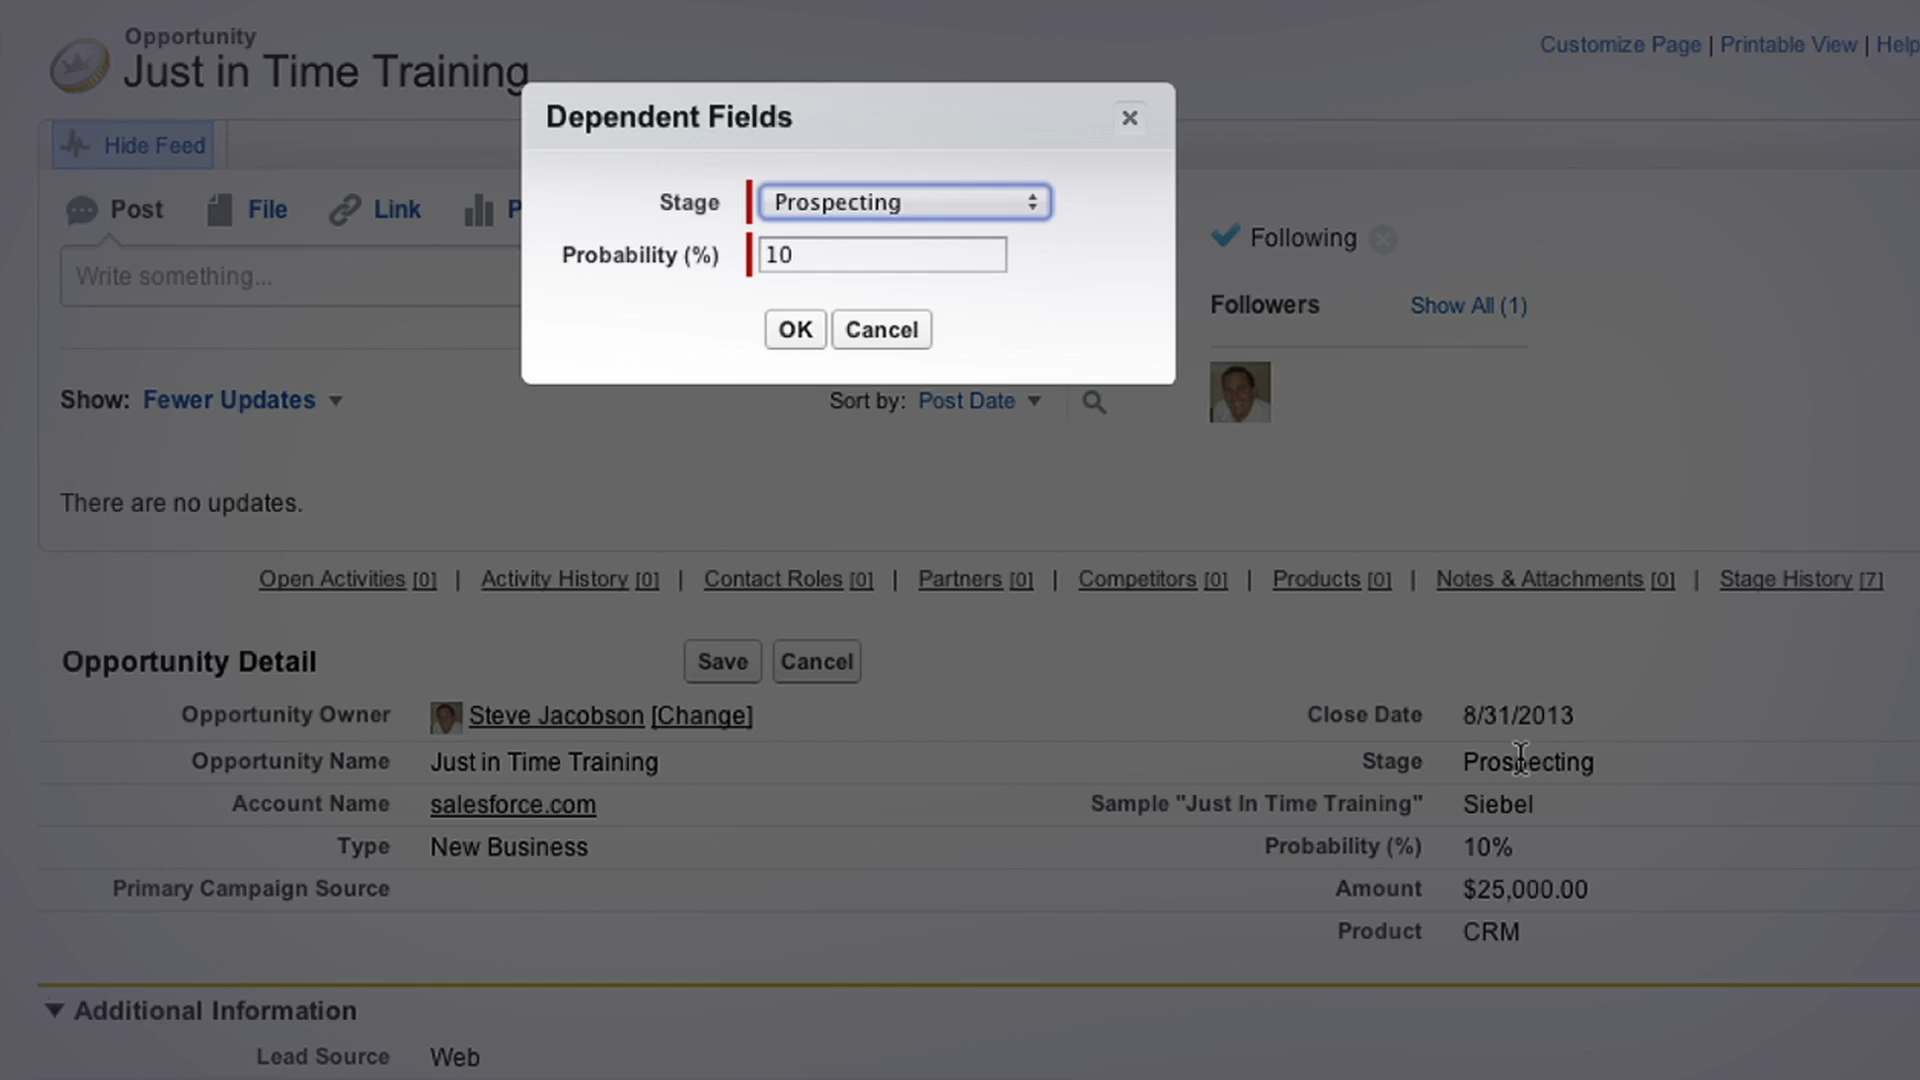 Opportunity
Just in Time Training
Customize Page | Printable View | Help
Dependent Fields
Hide Feed
Stage Prospecting
Post File Link P
Probability (%) 10
Following
Write something...
Followers Show All (1)
OK Cancel
Show: Fewer Updates Sort by: Post Date
There are no updates.
Open Activities [0] | Activity History [0] | Contact Roles [0] | Partners [0] | Competitors [0] | Products [0] | Notes & Attachments [0] | Stage History [7]
Opportunity Detail Save Cancel
Opportunity Owner Steve Jacobson [Change] Close Date 8/31/2013
Opportunity Name Just in Time Training Stage Prospecting
Account Name salesforce.com Sample "Just In Time Training" Siebel
Type New Business Probability (%) 10%
Primary Campaign Source Amount $25,000.00
Product CRM
Additional Information
Lead Source Web